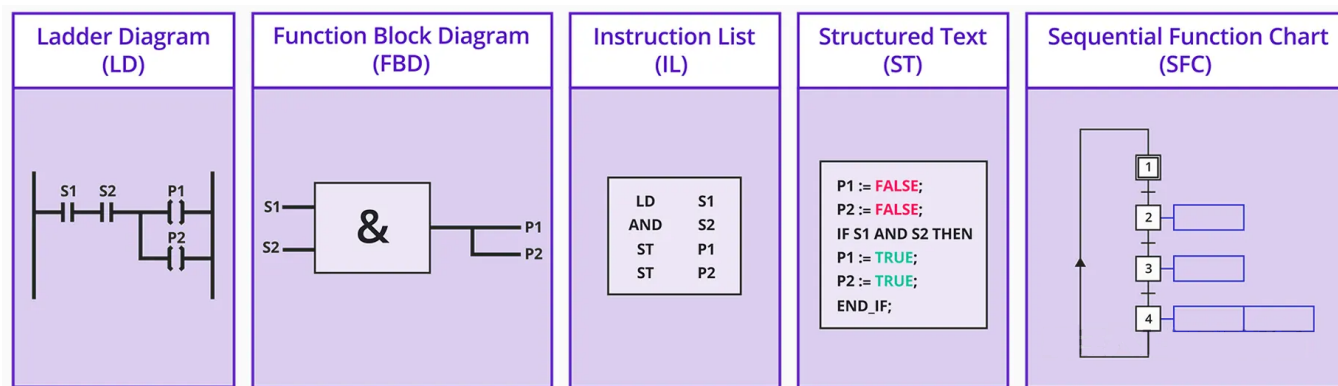 Ladder Diagram
(LD)
S1 S2 P1
P2
Function Block Diagram
(FBD)
S1
S2
&
P1
P2
Instruction List
(IL)
LD S1
AND S2
ST P1
ST P2
Structured Text
(ST)
P1 := FALSE;
P2 := FALSE;
IF S1 AND S2 THEN
P1 := TRUE;
P2 := TRUE;
END_IF;
Sequential Function Chart
(SFC)
1
2
3
4